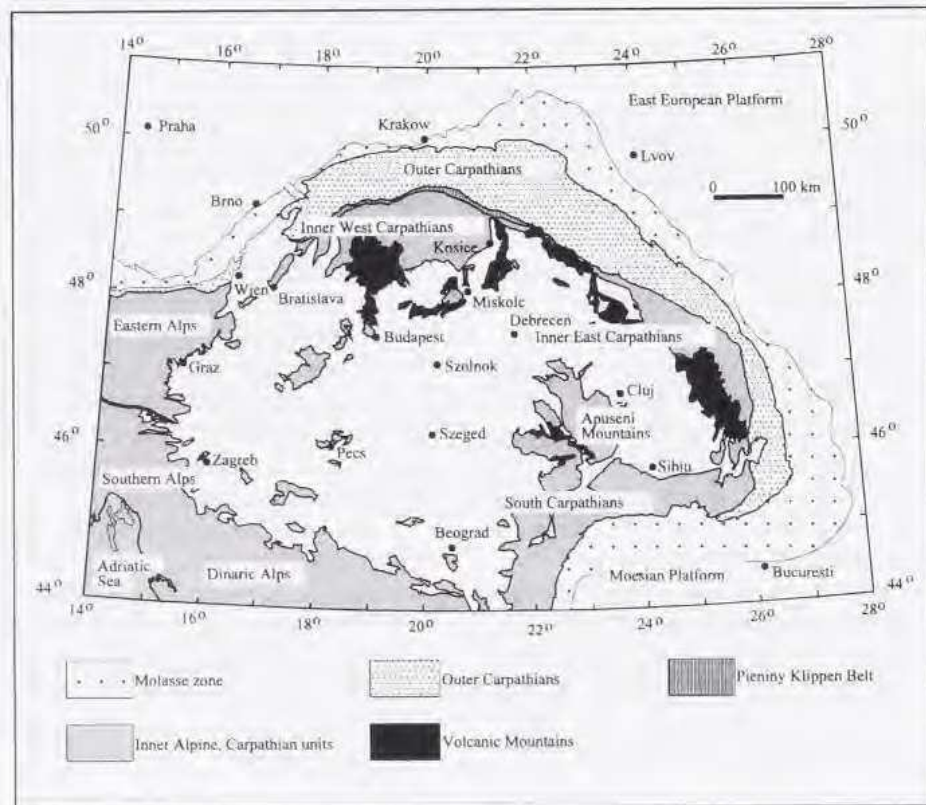 14° 16° 18° 20° 22° 24° 26° 28°
East European Platform
50° Praha Krakow 50°
Lvov
Outer Carpathians
0 100 km
Brno
Inner West Carpathians
Kosice
48° 48°
Wien
Bratislava Miskolc
Eastern Alps Debrecen
Budapest Inner East Carpathians
Graz Szolnok
Cluj
Apuseni
Mountains
46° Szeged 46°
Pecs
Zagreb Sibiu
Southern Alps
South Carpathians
Beograd
Adriatic
Sea Dinaric Alps Moesian Platform Bucuresti
44° 44°
14° 16° 18° 20° 22° 24° 26° 28°
Molasse zone Outer Carpathians Pieniny Klippen Belt
Inner Alpine, Carpathian units Volcanic Mountains